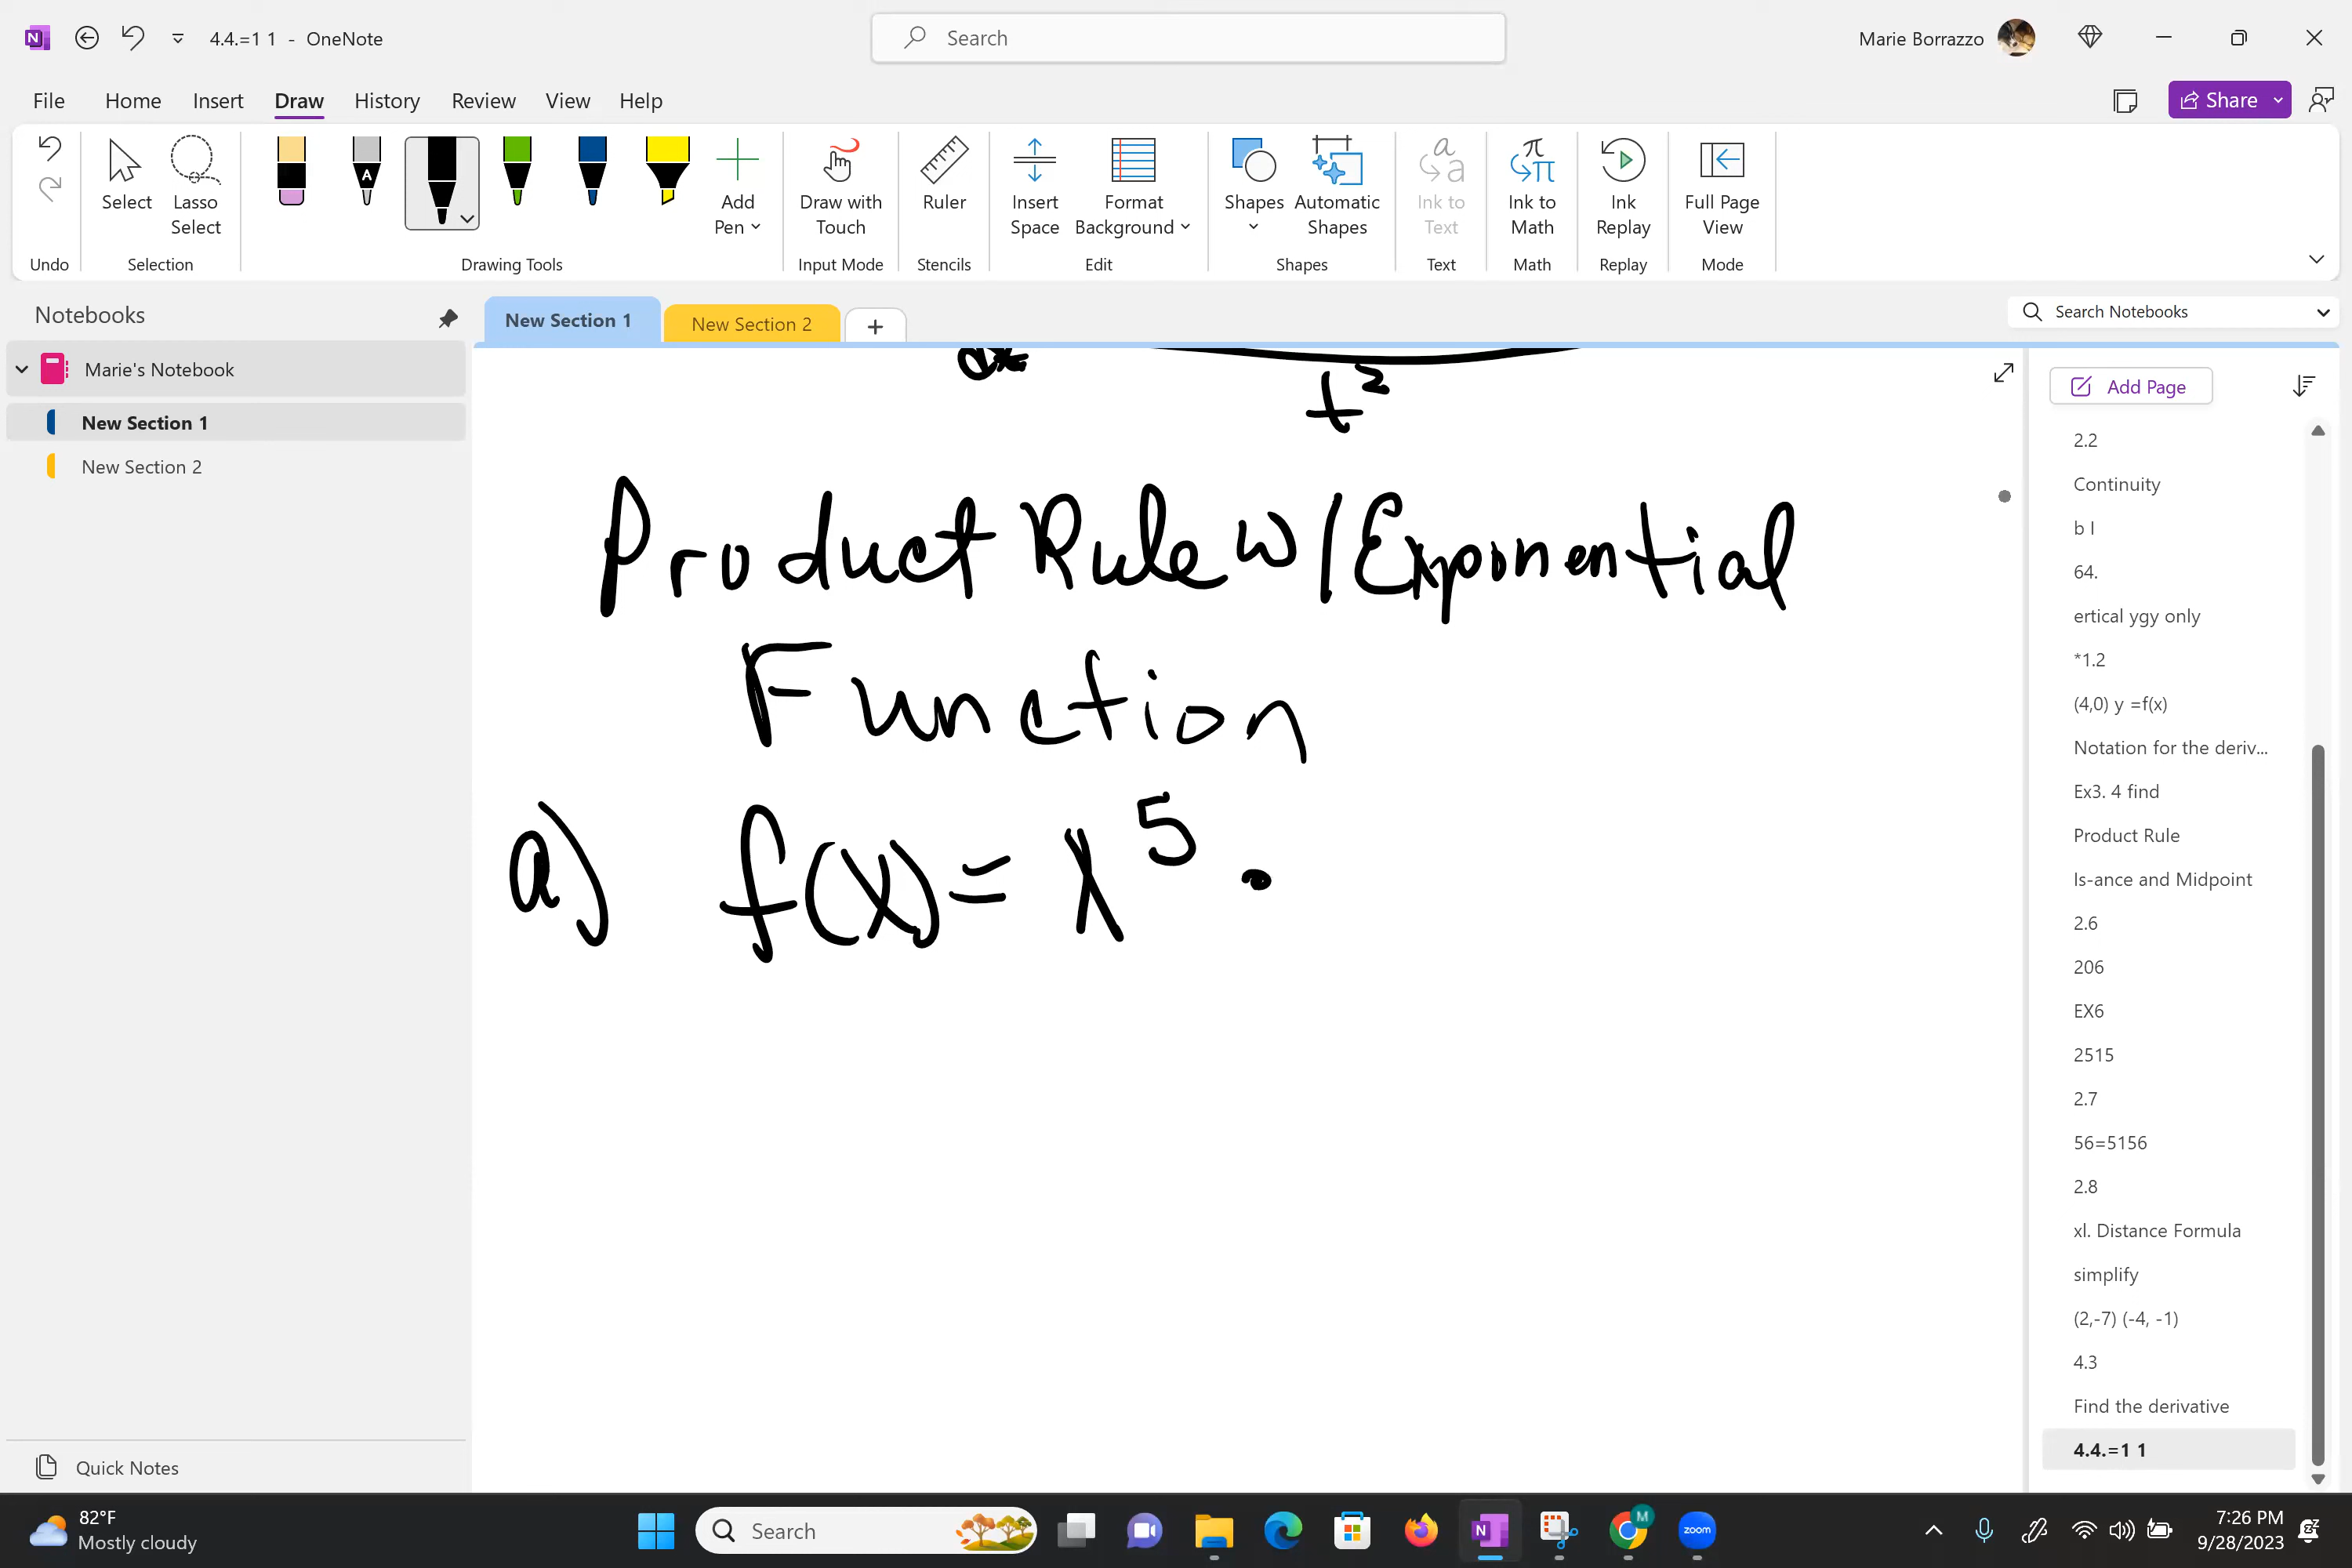 4.4.=1 1 - OneNote
Search
Marie Borrazzo
File Home Insert Draw History Review View Help
Share
Select
Lasso Select
Add Pen
Draw with Touch
Ruler
Insert Space
Format Background
Shapes
Automatic Shapes
Ink to Text
Ink to Math
Ink Replay
Full Page View
Undo Selection Drawing Tools Input Mode Stencils Edit Shapes Text Math Replay Mode
Notebooks
New Section 1
New Section 2
Search Notebooks
Marie's Notebook
New Section 1
New Section 2
Quick Notes
t²
Product Rule w/Exponential
Function
a) f(x) = x⁵ ·
Add Page
2.2
Continuity
b l
64.
ertical ygy only
*1.2
(4,0) y =f(x)
Notation for the deriv...
Ex3. 4 find
Product Rule
Is-ance and Midpoint
2.6
206
EX6
2515
2.7
56=5156
2.8
xl. Distance Formula
simplify
(2,-7) (-4, -1)
4.3
Find the derivative
4.4.=1 1
82°F
Mostly cloudy
Search
zoom
7:26 PM
9/28/2023